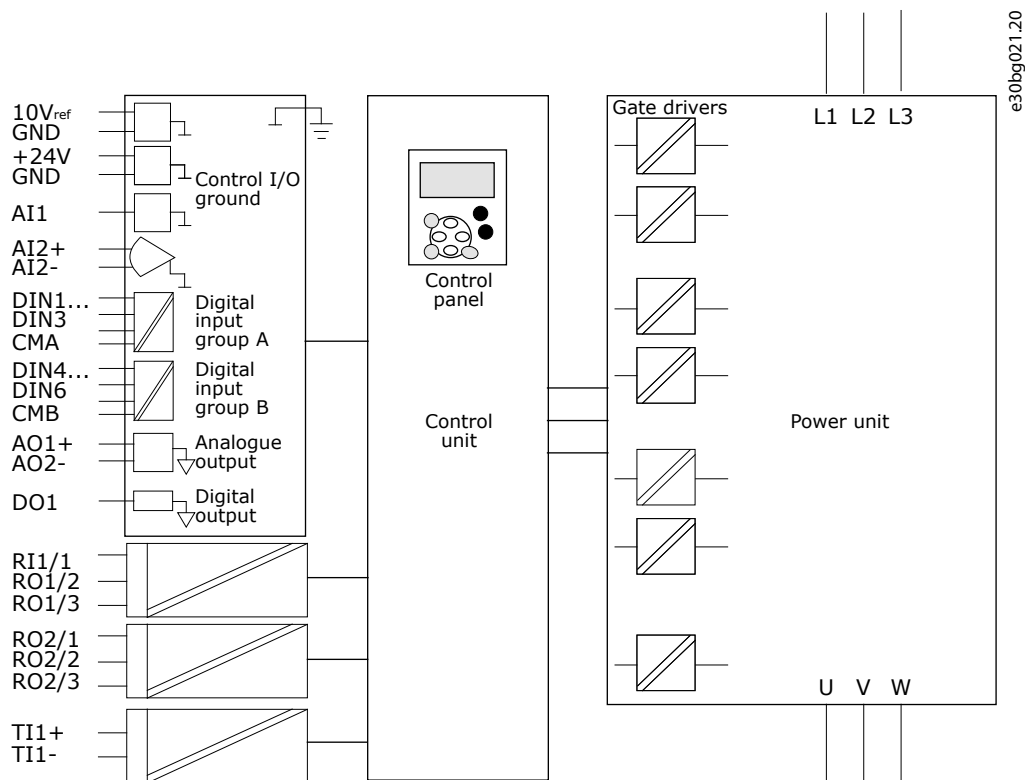 10Vref
GND
+24V
GND
AI1
AI2+
AI2-
DIN1...
DIN3
CMA
DIN4...
DIN6
CMB
AO1+
AO2-
DO1
RI1/1
RO1/2
RO1/3
RO2/1
RO2/2
RO2/3
TI1+
TI1-
Control I/O
ground
Digital
input
group A
Digital
input
group B
Analogue
output
Digital
output
Control
panel
Control
unit
Gate drivers
L1 L2 L3
Power unit
U V W
e30bg021.20